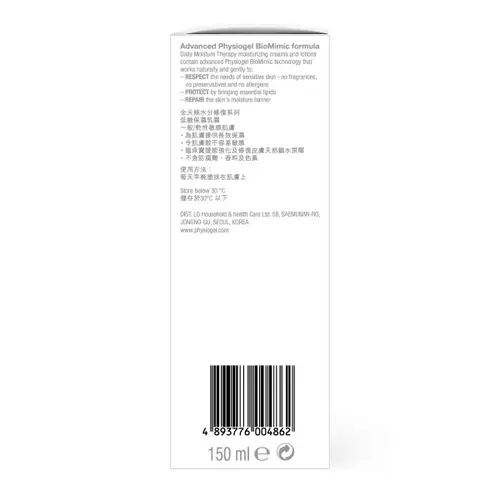 Advanced Physiogel BioMimic formula
Daily Moisture Therapy moisturizing creams and lotions
contain advanced Physiogel BioMimic technology that
works naturally and gently to:
– RESPECT the needs of sensitive skin - no fragrances,
no preservatives and no allergens
– PROTECT by bringing essential lipids
– REPAIR the skin's moisture barrier
全天候水分修復系列
低敏保濕乳霜
一般/乾性敏感肌膚
• 為肌膚提供長效保濕
• 令肌膚較不容易敏感
• 臨床實證能強化及修復皮膚天然鎖水屏障
• 不含防腐劑、香料及色素
使用方法：
每天早晚塗抹在肌膚上
Store below 30 °C
儲存於30°C 以下
DIST. LG Household & health Care Ltd. 58, SAEMUNAN-RO,
JONGNO-GU, SEOUL, KOREA
www.physiogel.com
4 893776 004862
150 ml e